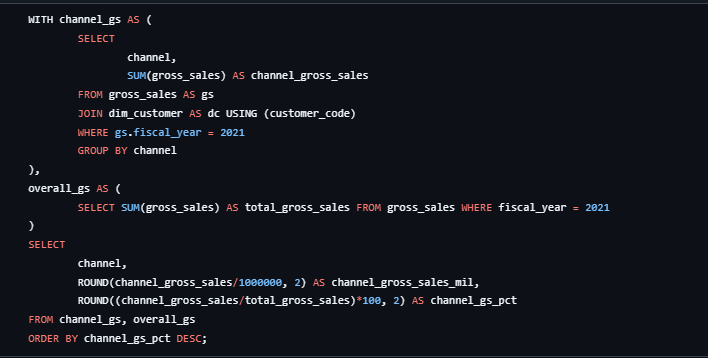 WITH channel_gs AS (
SELECT
channel,
SUM(gross_sales) AS channel_gross_sales
FROM gross_sales AS gs
JOIN dim_customer AS dc USING (customer_code)
WHERE gs.fiscal_year = 2021
GROUP BY channel
),
overall_gs AS (
SELECT SUM(gross_sales) AS total_gross_sales FROM gross_sales WHERE fiscal_year = 2021
)
SELECT
channel,
ROUND(channel_gross_sales/1000000, 2) AS channel_gross_sales_mil,
ROUND((channel_gross_sales/total_gross_sales)*100, 2) AS channel_gs_pct
FROM channel_gs, overall_gs
ORDER BY channel_gs_pct DESC;